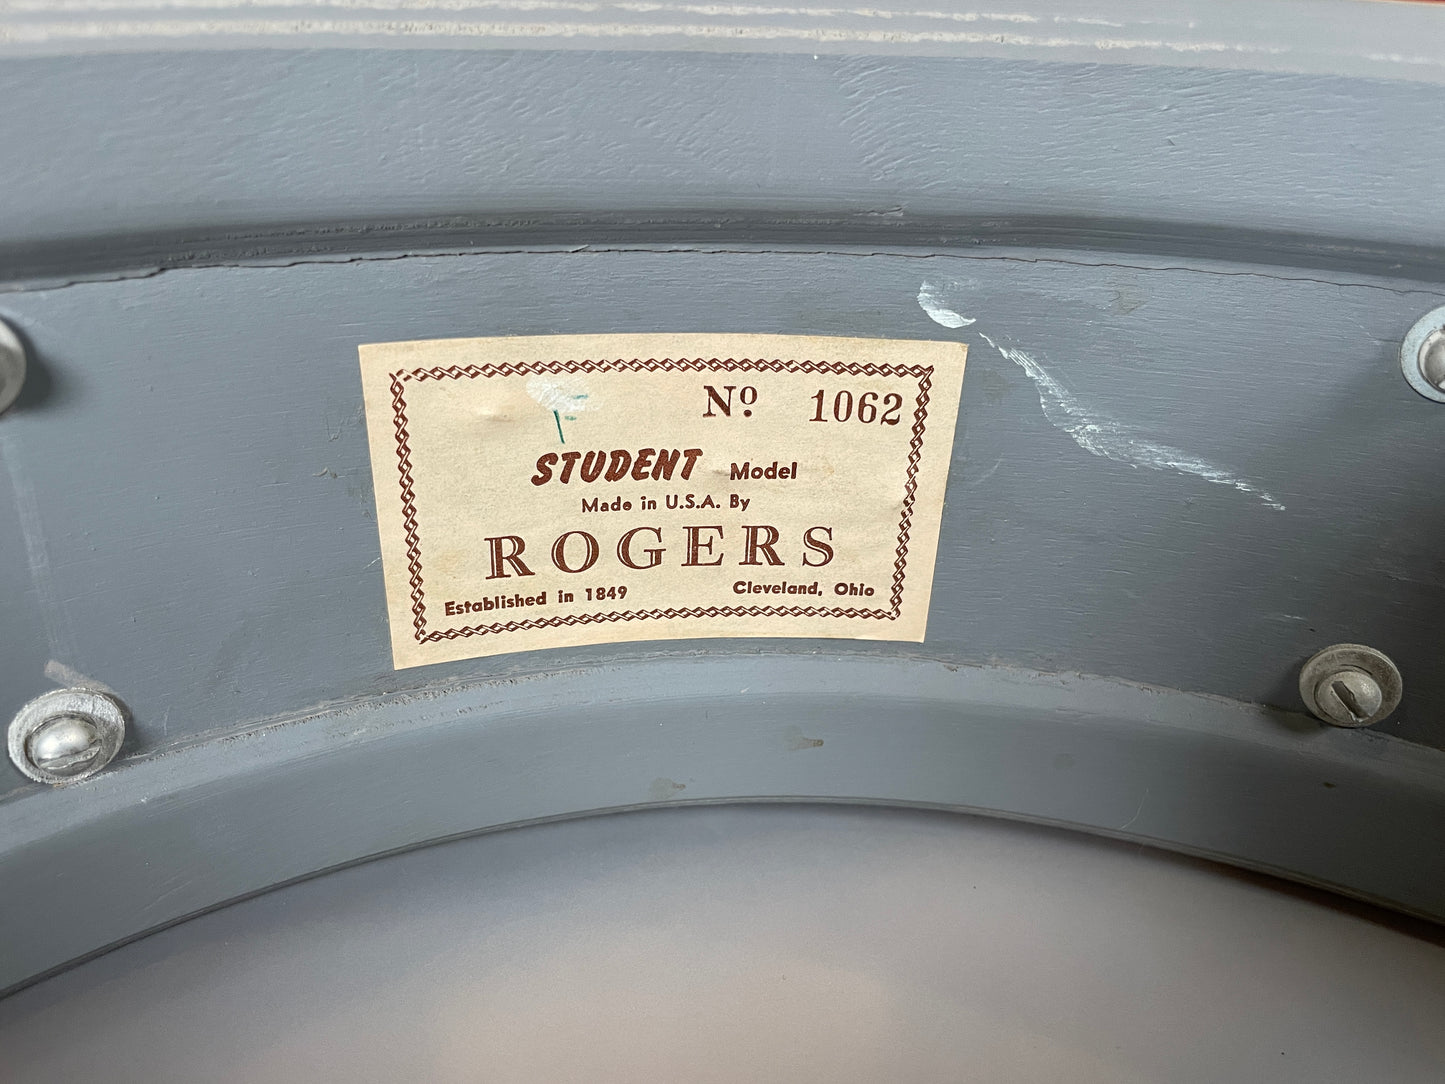 Nº 1062
STUDENT Model
Made in U.S.A. By
ROGERS
Established in 1849 Cleveland, Ohio